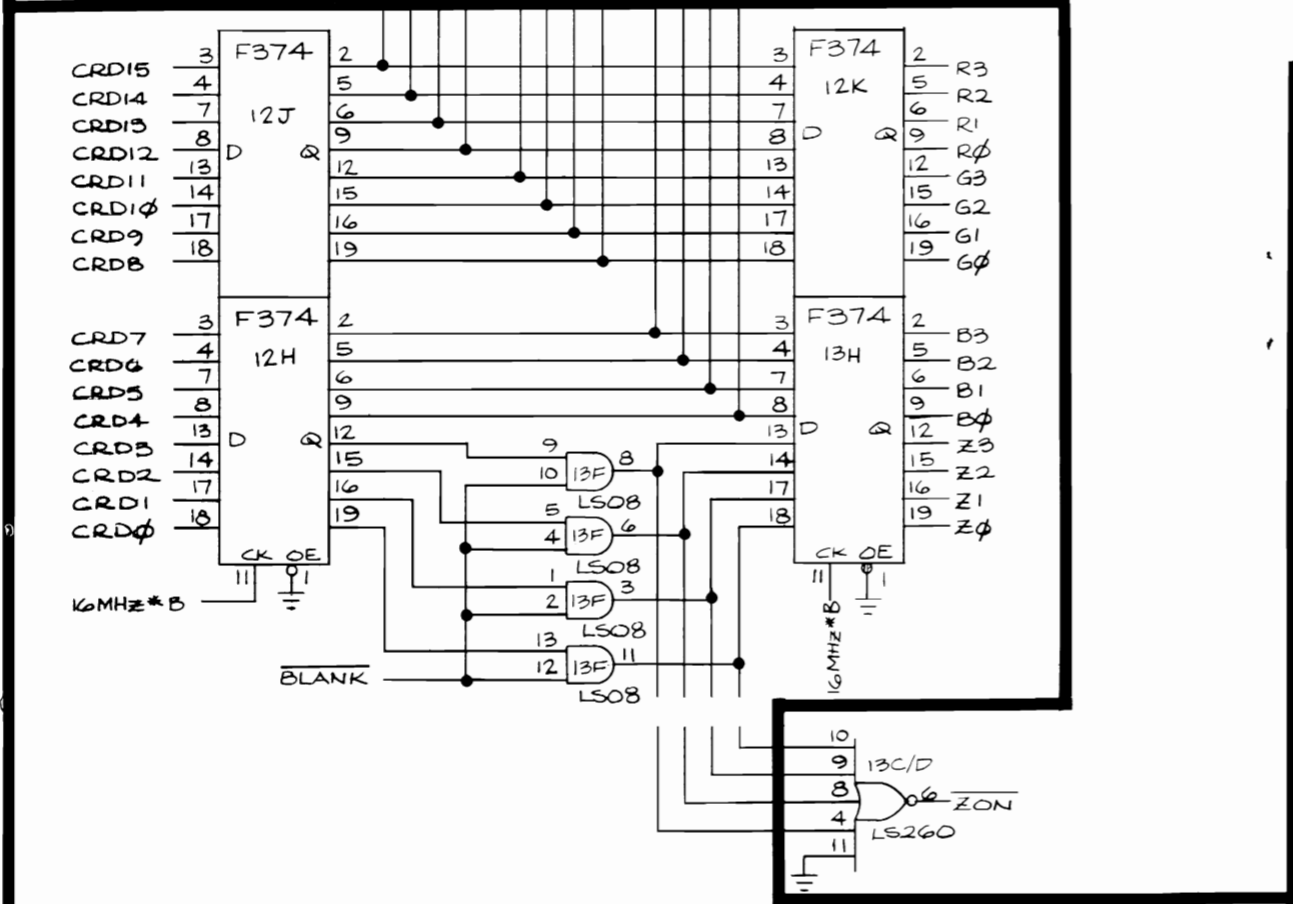 F374
F374
CRD15 3 2 3 2 R3
CRD14 4 5 4 5 R2
12J 12K
CRD13 7 6 7 6 R1
CRD12 8 D Q 9 8 D Q 9 RØ
CRD11 13 12 13 12 G3
CRD1Ø 14 15 14 15 G2
CRD9 17 16 17 16 G1
CRD8 18 19 18 19 GØ
F374
F374
CRD7 3 2 3 2 B3
12H 13H
CRD6 4 5 4 5 B2
CRD5 7 6 7 6 B1
CRD4 8 9 8 9 BØ
CRD3 13 D Q 12 13 D Q 12 Z3
CRD2 14 15 14 15 Z2
CRD1 17 16 17 16 Z1
CRDØ 18 19 18 19 ZØ
9 10 13F 8
LS08
5 4 13F 6
LS08
1 2 13F 3
LS08
13 12 13F 11
LS08
CK OE
11 1
16MHz*B
CK OE
11 1
16MHz*B
BLANK
10
9 13C/D
8 6 ZON
4 LS260
11